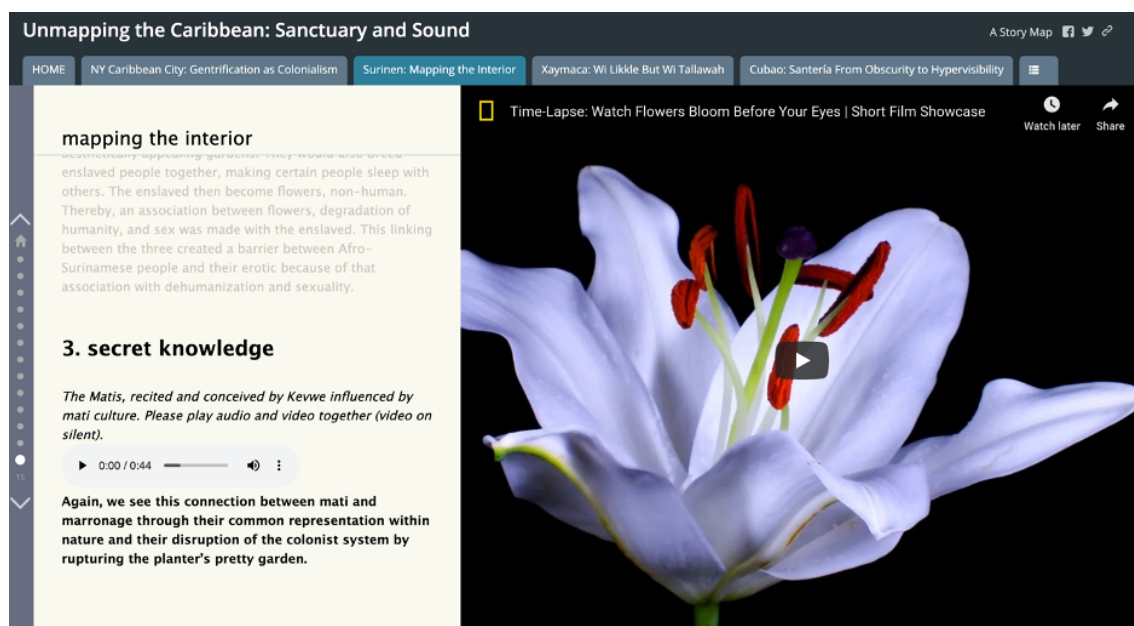 Unmapping the Caribbean: Sanctuary and Sound
A Story Map
HOME
NY Caribbean City: Gentrification as Colonialism
Surinen: Mapping the Interior
Xaymaca: Wi Likkle But Wi Tallawah
Cubao: Santería From Obscurity to Hypervisibility
mapping the interior
aesthetically appealing gardens. They would also breed
enslaved people together, making certain people sleep with
others. The enslaved then become flowers, non-human.
Thereby, an association between flowers, degradation of
humanity, and sex was made with the enslaved. This linking
between the three created a barrier between Afro-
Surinamese people and their erotic because of that
association with dehumanization and sexuality.
3. secret knowledge
The Matis, recited and conceived by Kevwe influenced by
mati culture. Please play audio and video together (video on
silent).
0:00 / 0:44
Again, we see this connection between mati and
marronage through their common representation within
nature and their disruption of the colonist system by
rupturing the planter's pretty garden.
15
Time-Lapse: Watch Flowers Bloom Before Your Eyes | Short Film Showcase
Watch later
Share